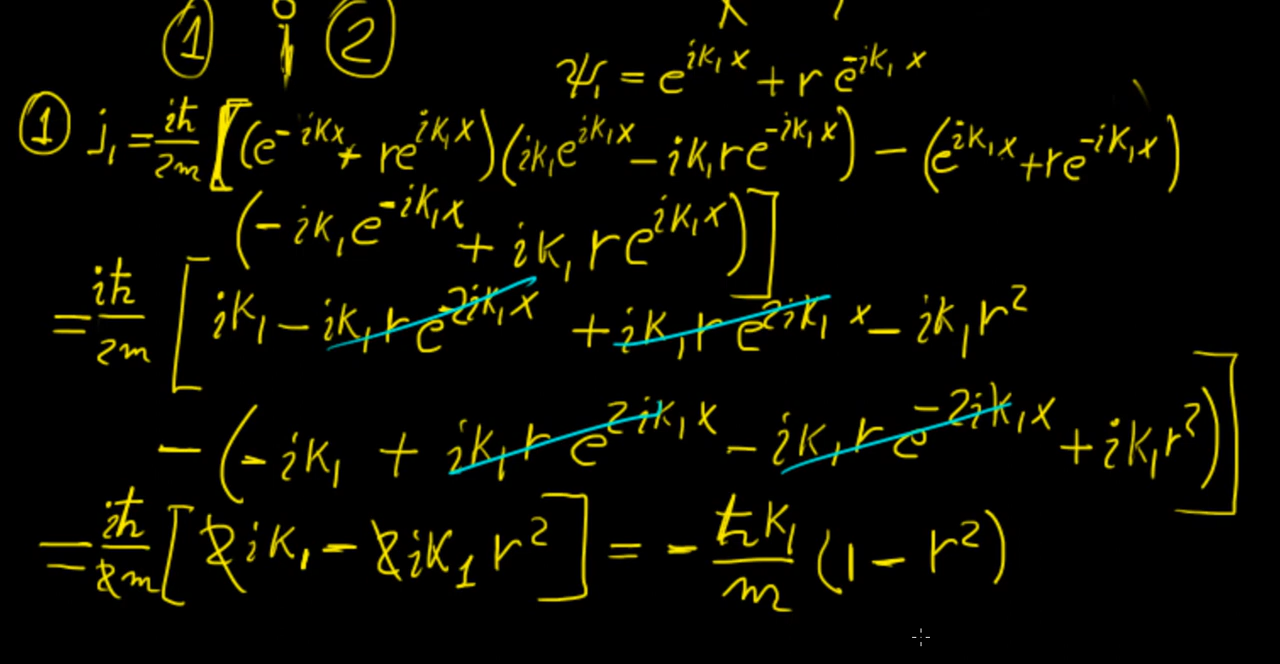 ① j ②
ψ₁ = e^{ik₁x} + r e^{-ik₁x}
① j₁ = iħ/2m [(e^{-ikx} + re^{ik₁x})(ik₁e^{ik₁x} - ik₁re^{-ik₁x}) - (e^{ik₁x} + re^{-ik₁x})
(-ik₁e^{-ik₁x} + ik₁re^{ik₁x})]
= iħ/2m [ik₁ - ik₁re^{-2ik₁x} + ik₁re^{2ik₁x} - ik₁r²
- (-ik₁ + ik₁re^{2ik₁x} - ik₁re^{-2ik₁x} + ik₁r²)]
= iħ/2m [2ik₁ - 2ik₁r²] = - ħk₁/m (1 - r²)